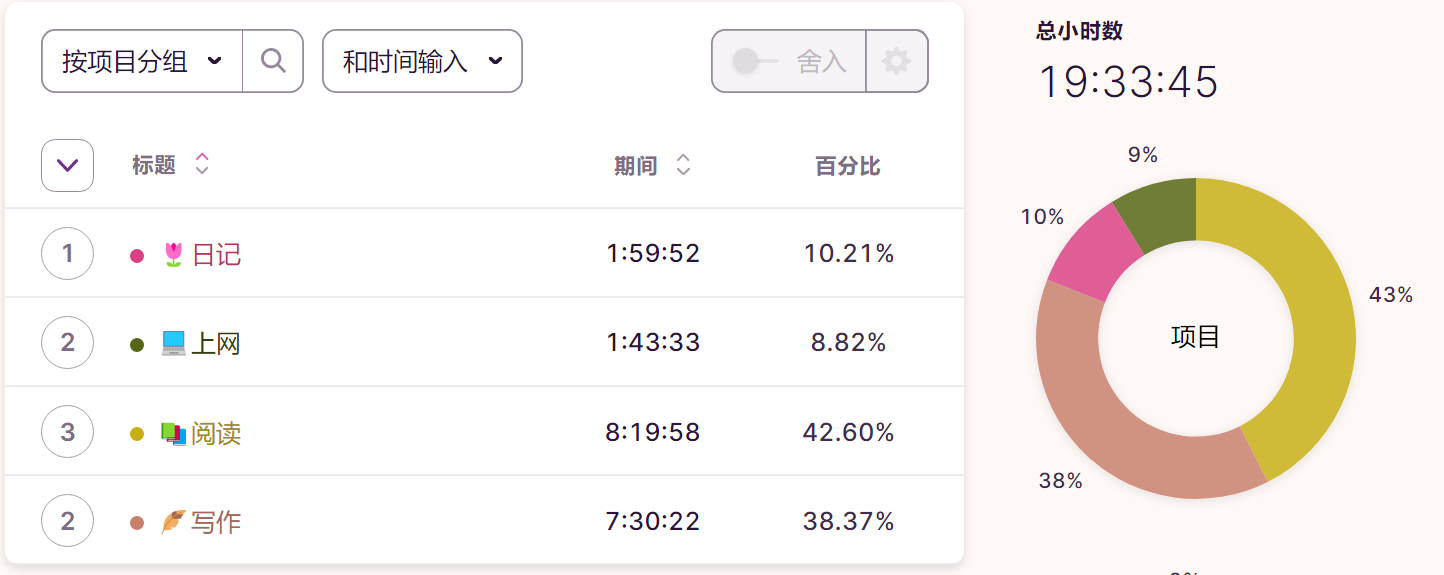 按项目分组
和时间输入
舍入
标题
期间
百分比
1
🌷日记
1:59:52
10.21%
2
💻上网
1:43:33
8.82%
3
📚阅读
8:19:58
42.60%
2
🪶写作
7:30:22
38.37%
总小时数
19:33:45
9%
10%
43%
项目
38%